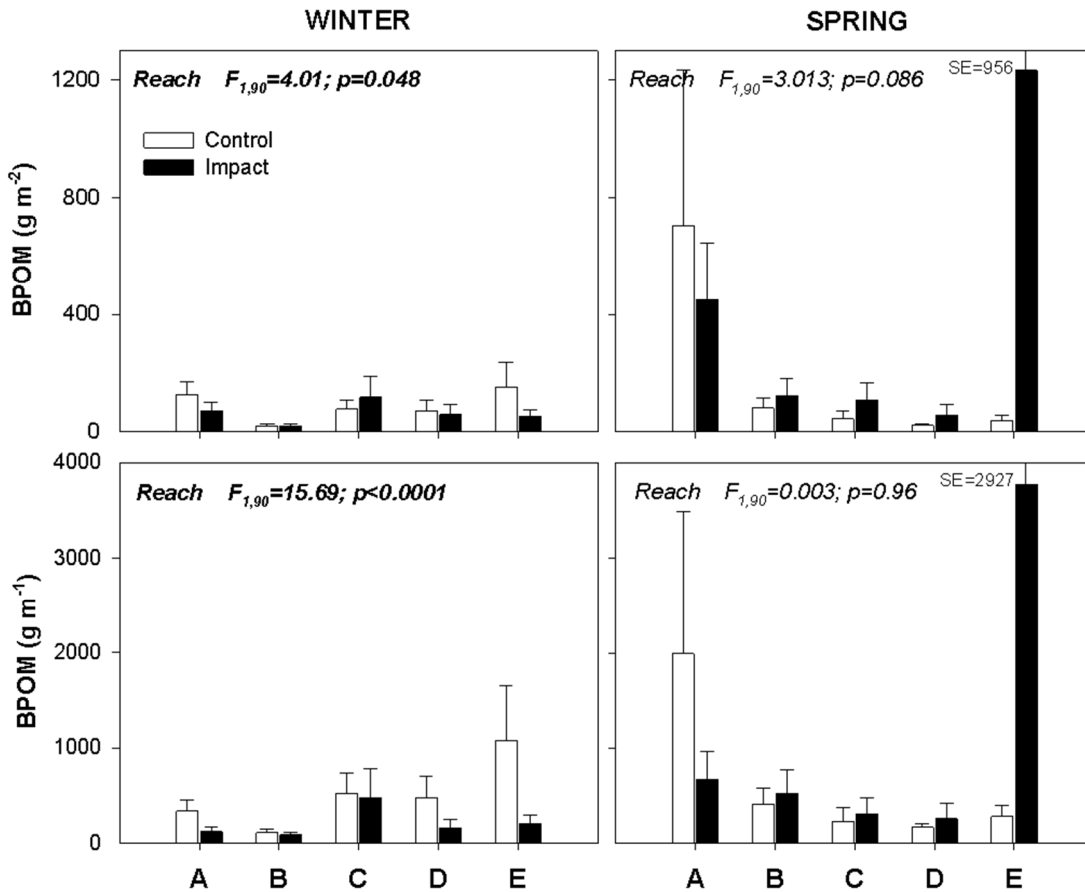 WINTER
SPRING
Reach F1,90=4.01; p=0.048
Reach F1,90=3.013; p=0.086
SE=956
Control
Impact
BPOM (g m-2)
1200
800
400
0
A B C D E
A B C D E
Reach F1,90=15.69; p<0.0001
Reach F1,90=0.003; p=0.96
SE=2927
BPOM (g m-1)
4000
3000
2000
1000
0
A B C D E
A B C D E